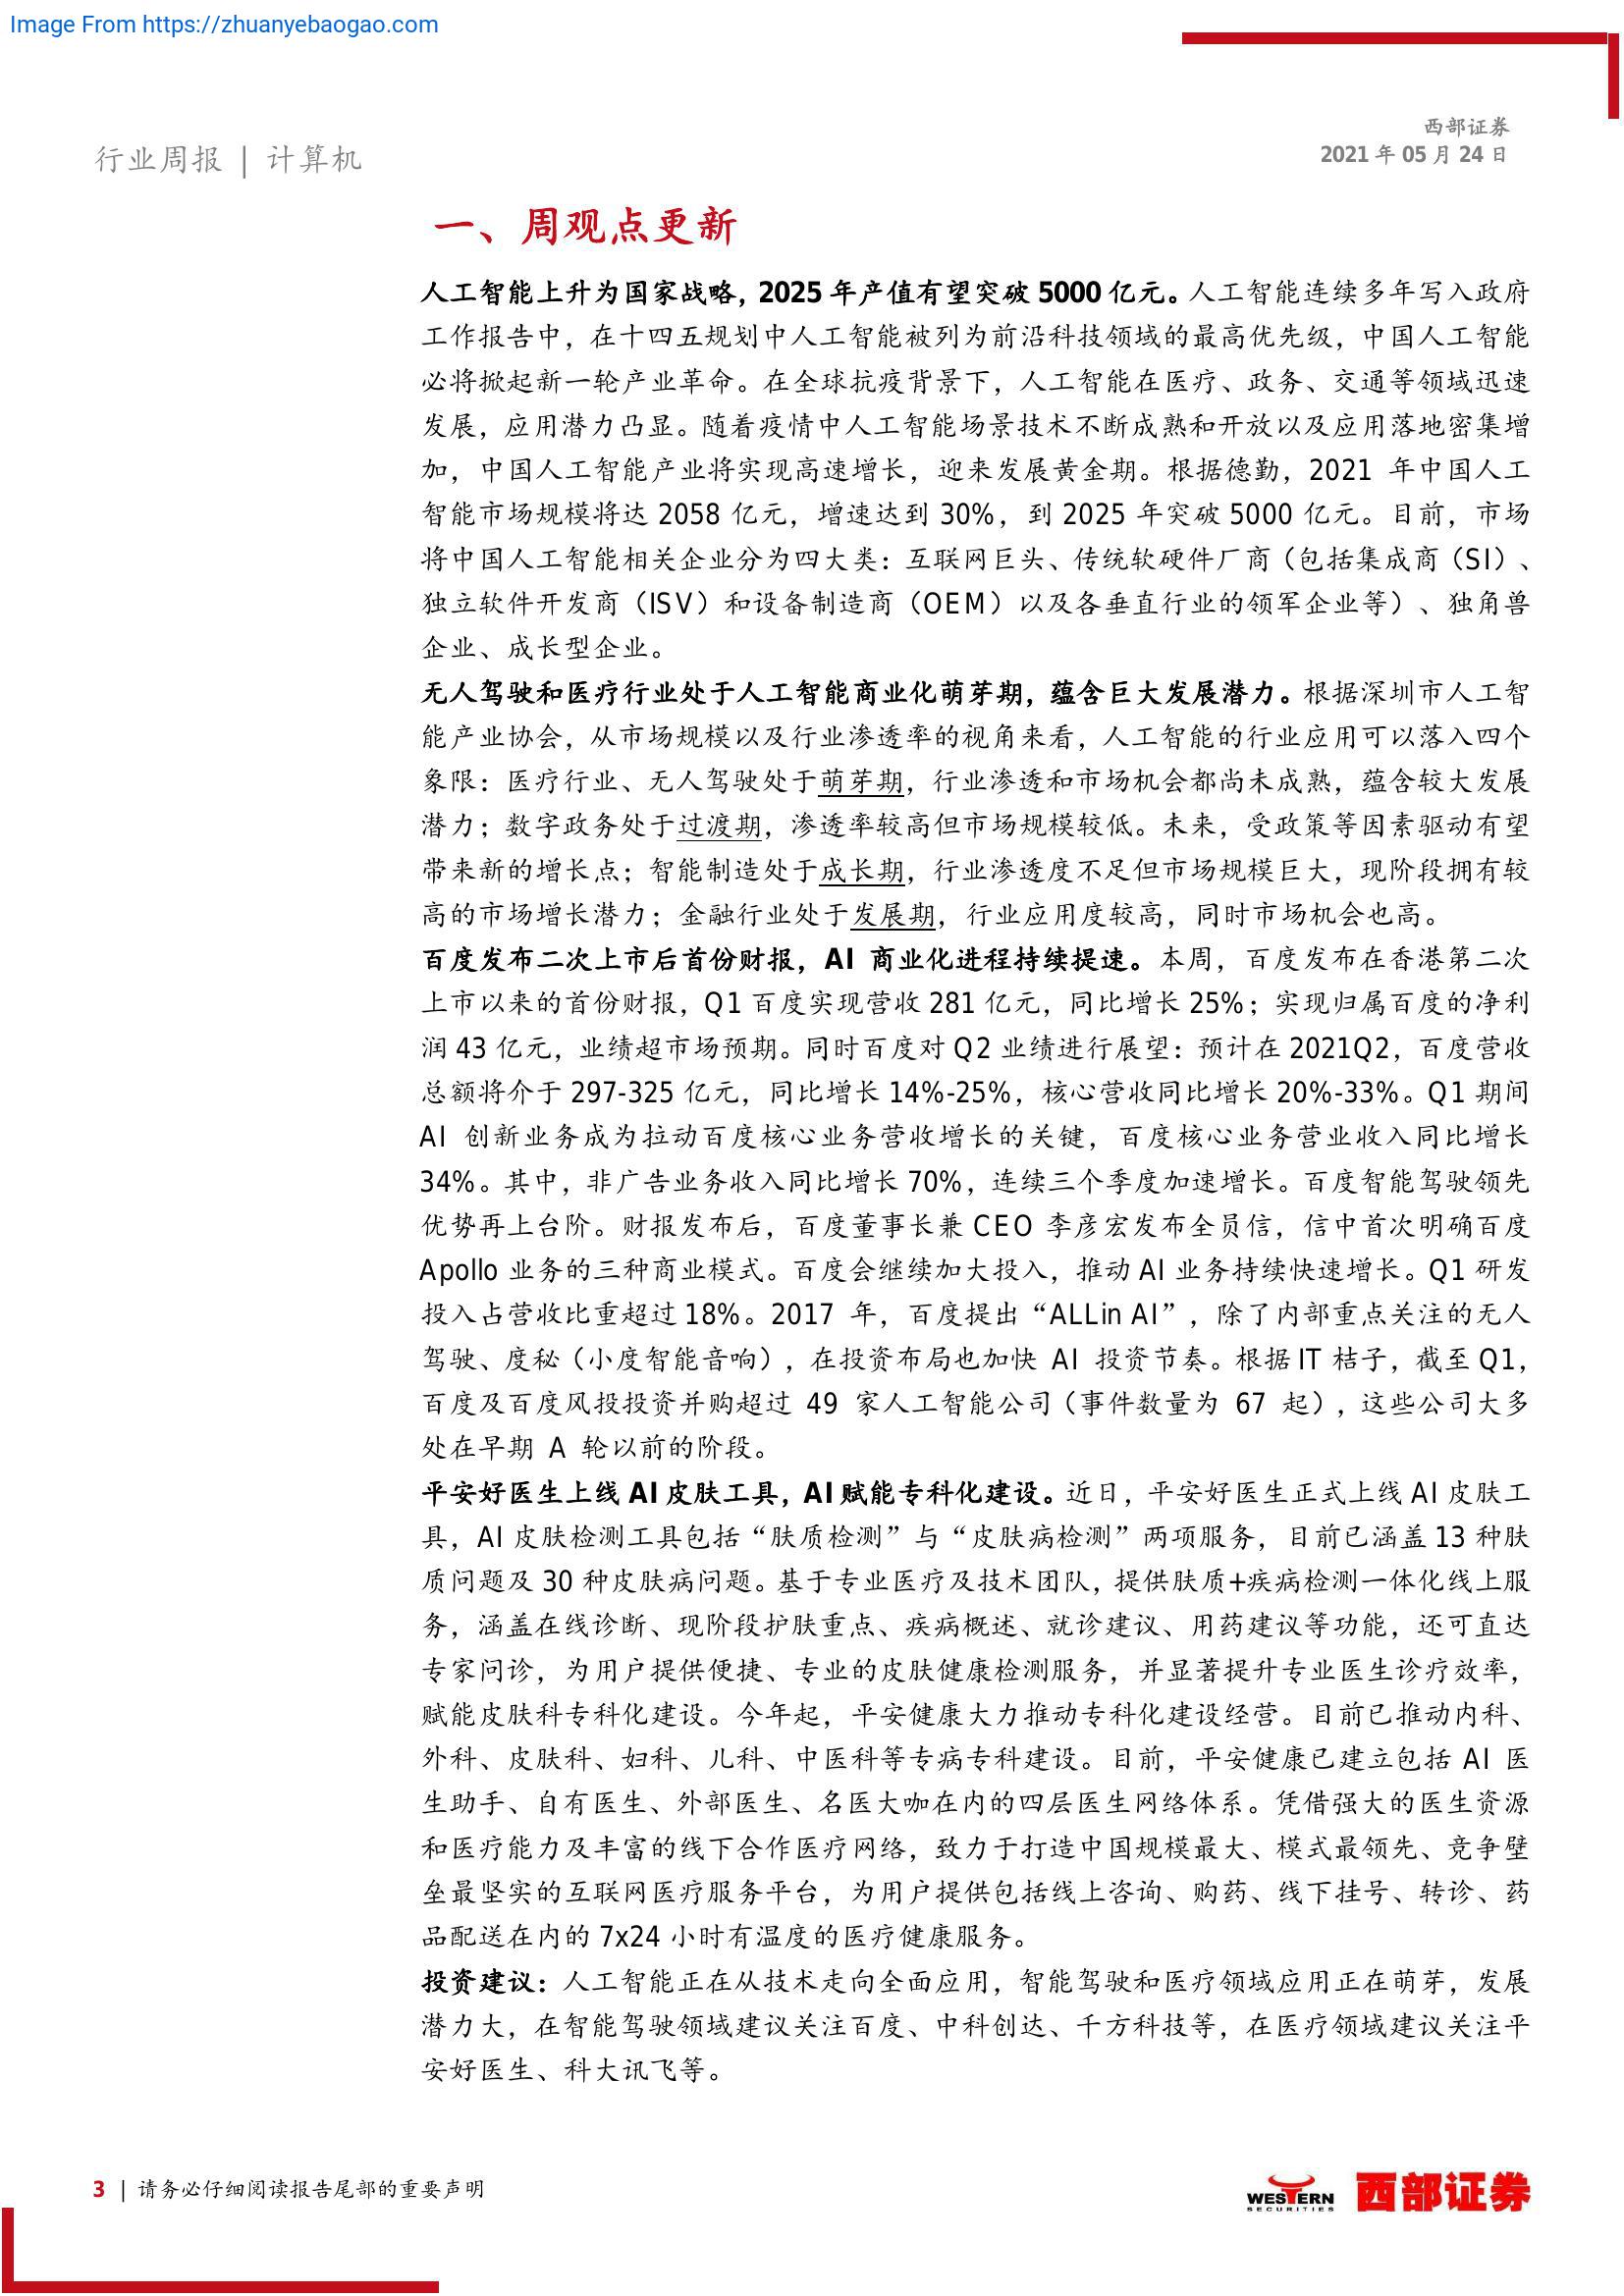 Image From https://zhuanyebaogao.com
西部证券
2021 年 05 月 24 日
行业周报 | 计算机
一、周观点更新
人工智能上升为国家战略，2025 年产值有望突破 5000 亿元。人工智能连续多年写入政府
工作报告中，在十四五规划中人工智能被列为前沿科技领域的最高优先级，中国人工智能
必将掀起新一轮产业革命。在全球抗疫背景下，人工智能在医疗、政务、交通等领域迅速
发展，应用潜力凸显。随着疫情中人工智能场景技术不断成熟和开放以及应用落地密集增
加，中国人工智能产业将实现高速增长，迎来发展黄金期。根据德勤，2021 年中国人工
智能市场规模将达 2058 亿元，增速达到 30%，到 2025 年突破 5000 亿元。目前，市场
将中国人工智能相关企业分为四大类：互联网巨头、传统软硬件厂商（包括集成商（SI）、
独立软件开发商（ISV）和设备制造商（OEM）以及各垂直行业的领军企业等）、独角兽
企业、成长型企业。
无人驾驶和医疗行业处于人工智能商业化萌芽期，蕴含巨大发展潜力。根据深圳市人工智
能产业协会，从市场规模以及行业渗透率的视角来看，人工智能的行业应用可以落入四个
象限：医疗行业、无人驾驶处于萌芽期，行业渗透和市场机会都尚未成熟，蕴含较大发展
潜力；数字政务处于过渡期，渗透率较高但市场规模较低。未来，受政策等因素驱动有望
带来新的增长点；智能制造处于成长期，行业渗透度不足但市场规模巨大，现阶段拥有较
高的市场增长潜力；金融行业处于发展期，行业应用度较高，同时市场机会也高。
百度发布二次上市后首份财报，AI 商业化进程持续提速。本周，百度发布在香港第二次
上市以来的首份财报，Q1 百度实现营收 281 亿元，同比增长 25%；实现归属百度的净利
润 43 亿元，业绩超市场预期。同时百度对 Q2 业绩进行展望：预计在 2021Q2，百度营收
总额将介于 297-325 亿元，同比增长 14%-25%，核心营收同比增长 20%-33%。Q1 期间
AI 创新业务成为拉动百度核心业务营收增长的关键，百度核心业务营业收入同比增长
34%。其中，非广告业务收入同比增长 70%，连续三个季度加速增长。百度智能驾驶领先
优势再上台阶。财报发布后，百度董事长兼 CEO 李彦宏发布全员信，信中首次明确百度
Apollo 业务的三种商业模式。百度会继续加大投入，推动 AI 业务持续快速增长。Q1 研发
投入占营收比重超过 18%。2017 年，百度提出“ALLin AI”，除了内部重点关注的无人
驾驶、度秘（小度智能音响），在投资布局也加快 AI 投资节奏。根据 IT 桔子，截至 Q1，
百度及百度风投投资并购超过 49 家人工智能公司（事件数量为 67 起），这些公司大多
处在早期 A 轮以前的阶段。
平安好医生上线 AI 皮肤工具，AI 赋能专科化建设。近日，平安好医生正式上线 AI 皮肤工
具，AI 皮肤检测工具包括“肤质检测”与“皮肤病检测”两项服务，目前已涵盖 13 种肤
质问题及 30 种皮肤病问题。基于专业医疗及技术团队，提供肤质+疾病检测一体化线上服
务，涵盖在线诊断、现阶段护肤重点、疾病概述、就诊建议、用药建议等功能，还可直达
专家问诊，为用户提供便捷、专业的皮肤健康检测服务，并显著提升专业医生诊疗效率，
赋能皮肤科专科化建设。今年起，平安健康大力推动专科化建设经营。目前已推动内科、
外科、皮肤科、妇科、儿科、中医科等专病专科建设。目前，平安健康已建立包括 AI 医
生助手、自有医生、外部医生、名医大咖在内的四层医生网络体系。凭借强大的医生资源
和医疗能力及丰富的线下合作医疗网络，致力于打造中国规模最大、模式最领先、竞争壁
垒最坚实的互联网医疗服务平台，为用户提供包括线上咨询、购药、线下挂号、转诊、药
品配送在内的 7x24 小时有温度的医疗健康服务。
投资建议：人工智能正在从技术走向全面应用，智能驾驶和医疗领域应用正在萌芽，发展
潜力大，在智能驾驶领域建议关注百度、中科创达、千方科技等，在医疗领域建议关注平
安好医生、科大讯飞等。
3 | 请务必仔细阅读报告尾部的重要声明
WESTERN
SECURITIES
西部证券